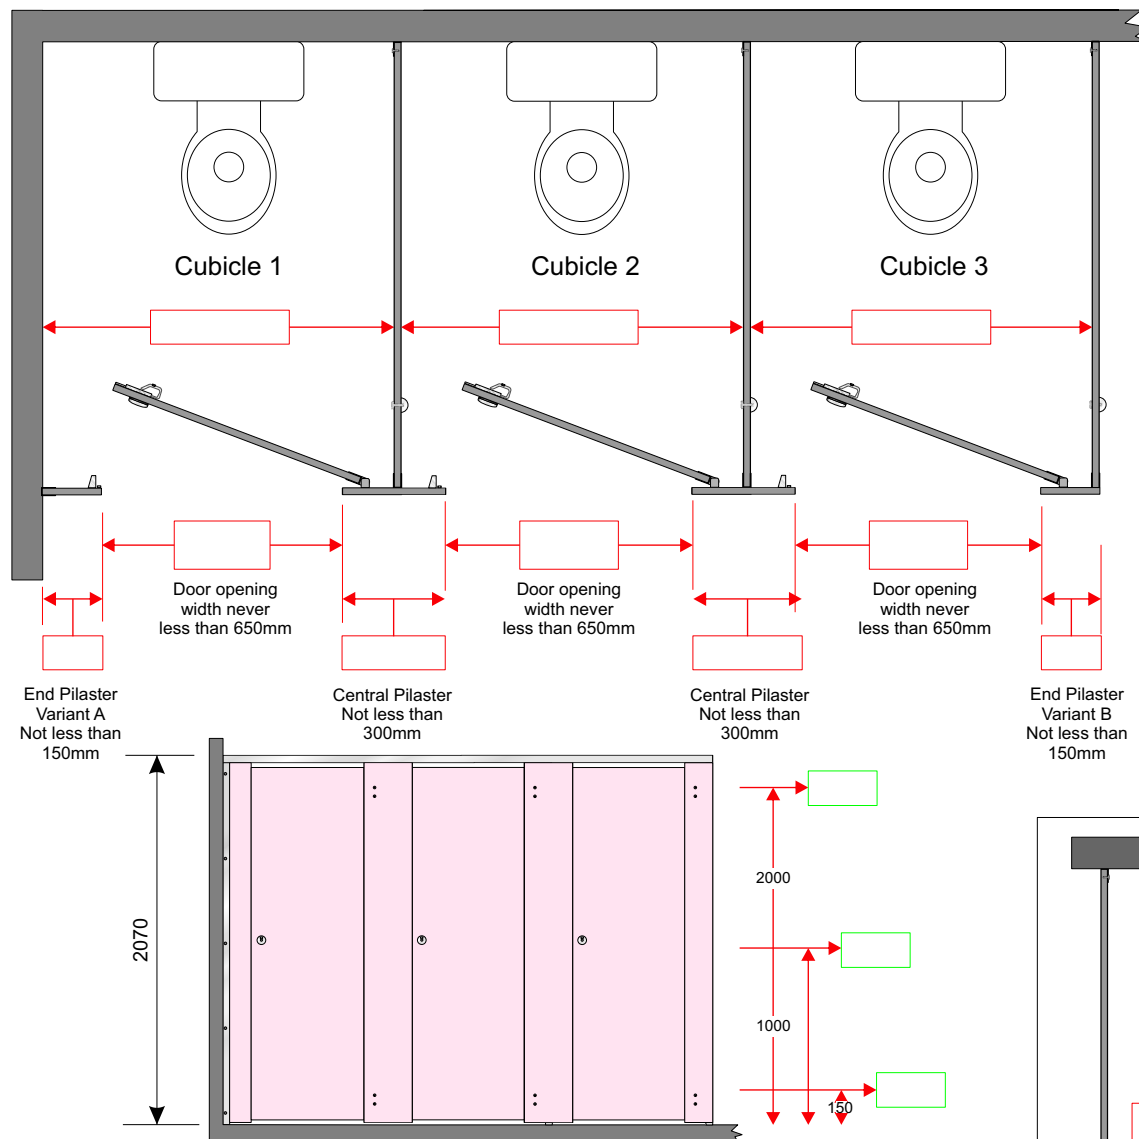 Cubicle 1
Cubicle 2
Cubicle 3
Door opening
width never
less than 650mm
Door opening
width never
less than 650mm
Door opening
width never
less than 650mm
End Pilaster
Variant A
Not less than
150mm
Central Pilaster
Not less than
300mm
Central Pilaster
Not less than
300mm
End Pilaster
Variant B
Not less than
150mm
2070
2000
1000
150